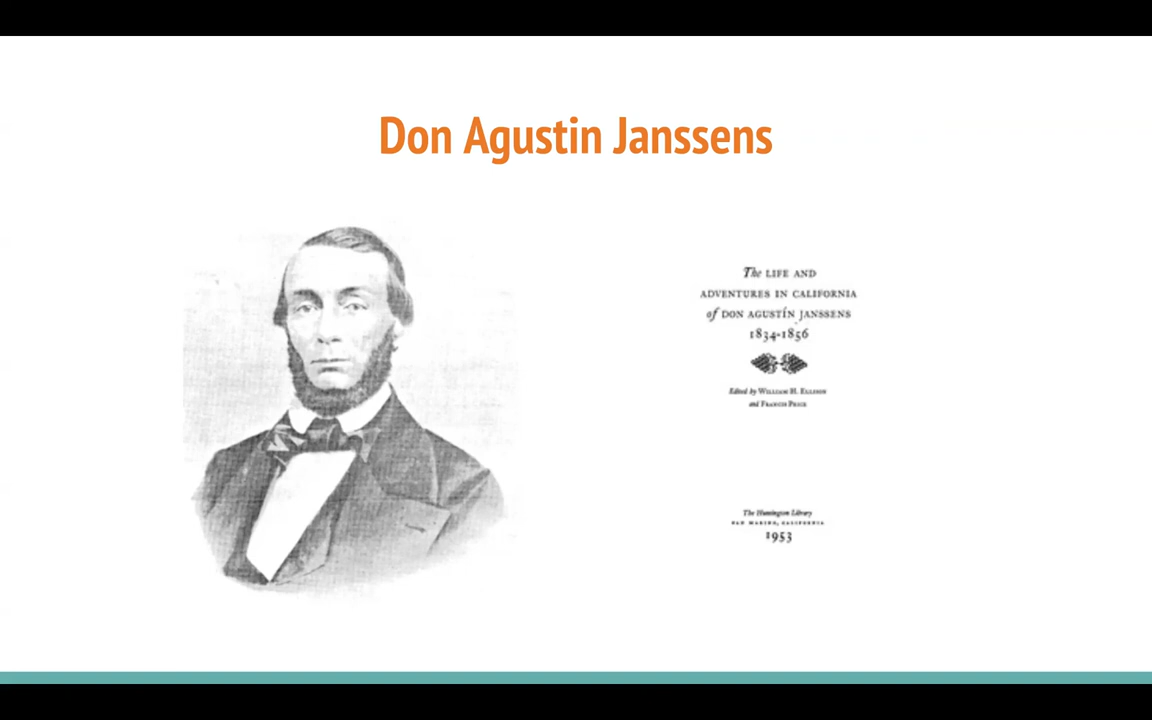 Don Agustin Janssens
The LIFE AND
ADVENTURES IN CALIFORNIA
of DON AGUSTÍN JANSSENS
1834-1856
Edited by WILLIAM H. ELLISON
and FRANCIS PRICE
The Huntington Library
SAN MARINO, CALIFORNIA
1953